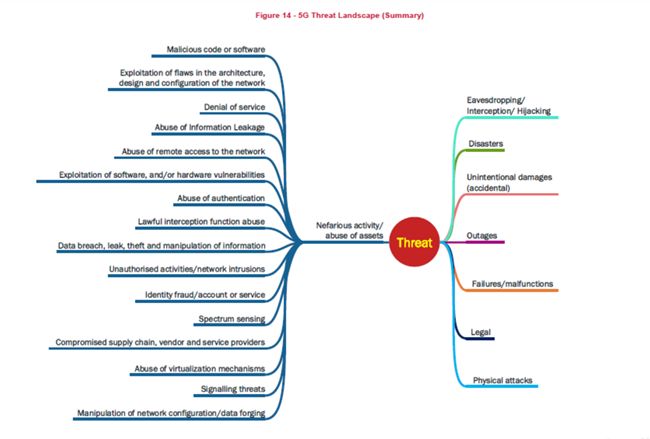 Figure 14 - 5G Threat Landscape (Summary)
Malicious code or software
Exploitation of flaws in the architecture,
design and configuration of the network
Denial of service
Abuse of Information Leakage
Abuse of remote access to the network
Exploitation of software, and/or hardware vulnerabilities
Abuse of authentication
Lawful interception function abuse
Data breach, leak, theft and manipulation of information
Unauthorised activities/network intrusions
Identity fraud/account or service
Spectrum sensing
Compromised supply chain, vendor and service providers
Abuse of virtualization mechanisms
Signalling threats
Manipulation of network configuration/data forging
Nefarious activity/
abuse of assets
Threat
Eavesdropping/
Interception/ Hijacking
Disasters
Unintentional damages
(accidental)
Outages
Failures/malfunctions
Legal
Physical attacks